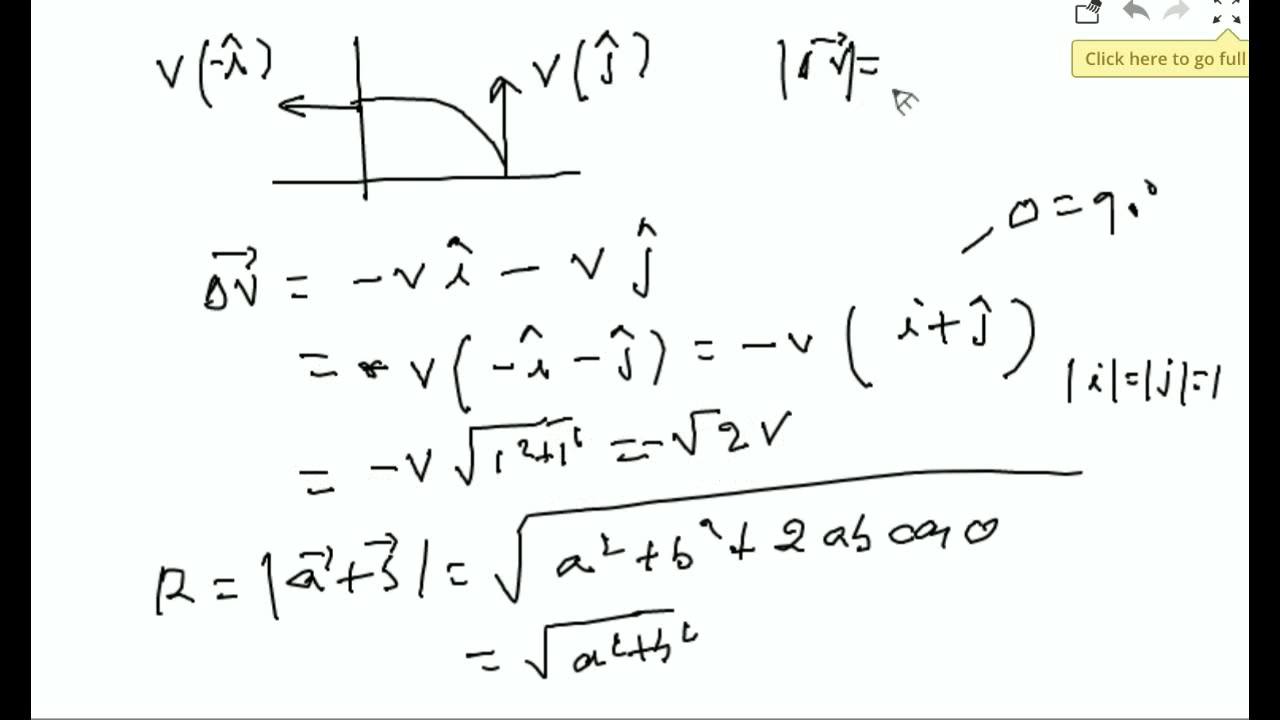 V(-î)
V(ĵ)
|Δv⃗|=
Click here to go full
θ = 90°
Δv⃗ = -vî - vĵ
= v(-î - ĵ) = -v(i + ĵ)
|i|=|j|=1
= -v√(1²+1²) = -√2 v
R = |a⃗+b⃗| = √(a²+b²+2ab cos θ)
= √(a²+b²)